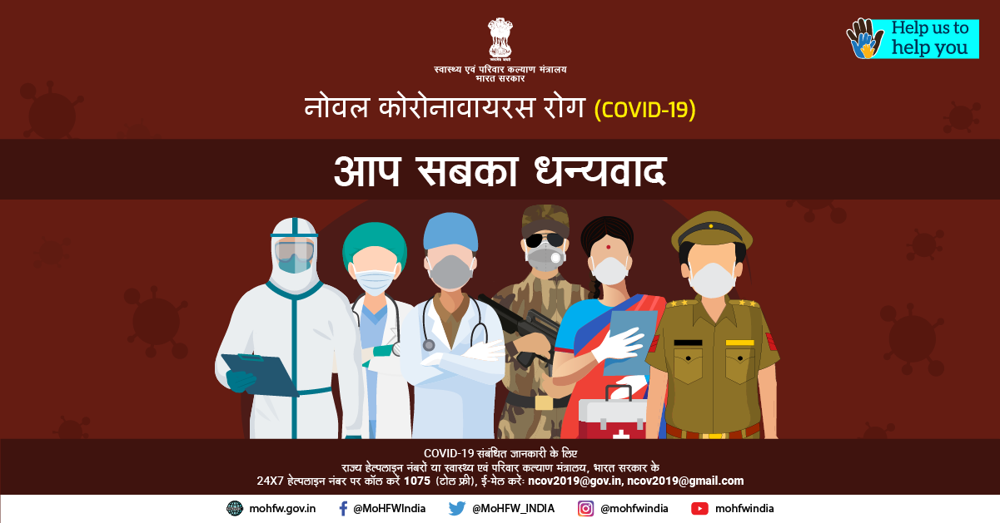 स्वास्थ्य एवं परिवार कल्याण मंत्रालय
भारत सरकार
Help us to
help you
नोवल कोरोनावायरस रोग (COVID-19)
आप सबका धन्यवाद
COVID-19 संबंधित जानकारी के लिए
राज्य हेल्पलाइन नंबरों या स्वास्थ्य एवं परिवार कल्याण मंत्रालय, भारत सरकार के
24X7 हेल्पलाइन नंबर पर कॉल करें 1075 (टोल फ्री), ई-मेल करें: ncov2019@gov.in, ncov2019@gmail.com
mohfw.gov.in @MoHFWIndia @MoHFW_INDIA @mohfwindia mohfwindia